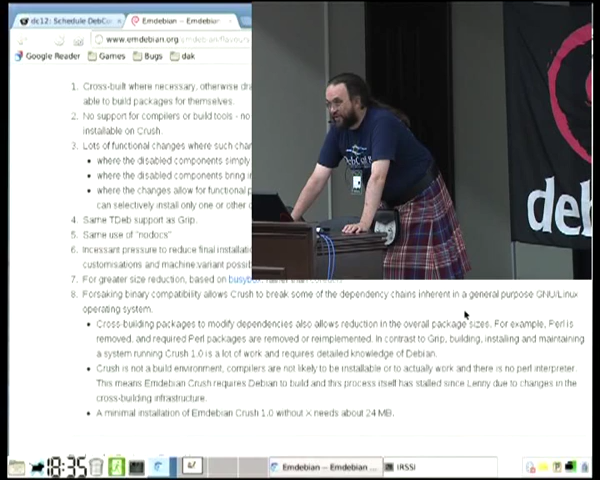 dc12: Schedule DebCo
Emdebian -- Emdebian
www.emdebian.org/emdebian/flavours
Google Reader Games Bugs dak
1. Cross-built where necessary, otherwise
able to build packages for themselves.
2. No support for compilers or build tools - no
installable on Crush.
3. Lots of functional changes where such
where the disabled components simply
where the disabled components bring
where the changes allow for functional
can selectively install only one or other
4. Same TDeb support as Grip.
5. Same use of "nodocs"
6. Incessant pressure to reduce final
customisations and machine:variant
7. For greater size reduction, based on busybox rather than
8. Forsaking binary compatibility allows Crush to break some of the dependency chains inherent in a general purpose GNU/Linux
operating system.
Cross-building packages to modify dependencies also allows reduction in the overall package sizes. For example, Perl is
removed, and required Perl packages are removed or reimplemented. In contrast to Grip, building, installing and maintaining
a system running Crush 1.0 is a lot of work and requires detailed knowledge of Debian.
Crush is not a build environment, compilers are not likely to be installable or to actually work and there is no perl interpreter.
This means Emdebian Crush requires Debian to build and this process itself has stalled since Lenny due to changes in the
cross-building infrastructure.
A minimal installation of Emdebian Crush 1.0 without X needs about 24 MB.
deb
18:35
Emdebian -- Emdebian ...
IRSSI